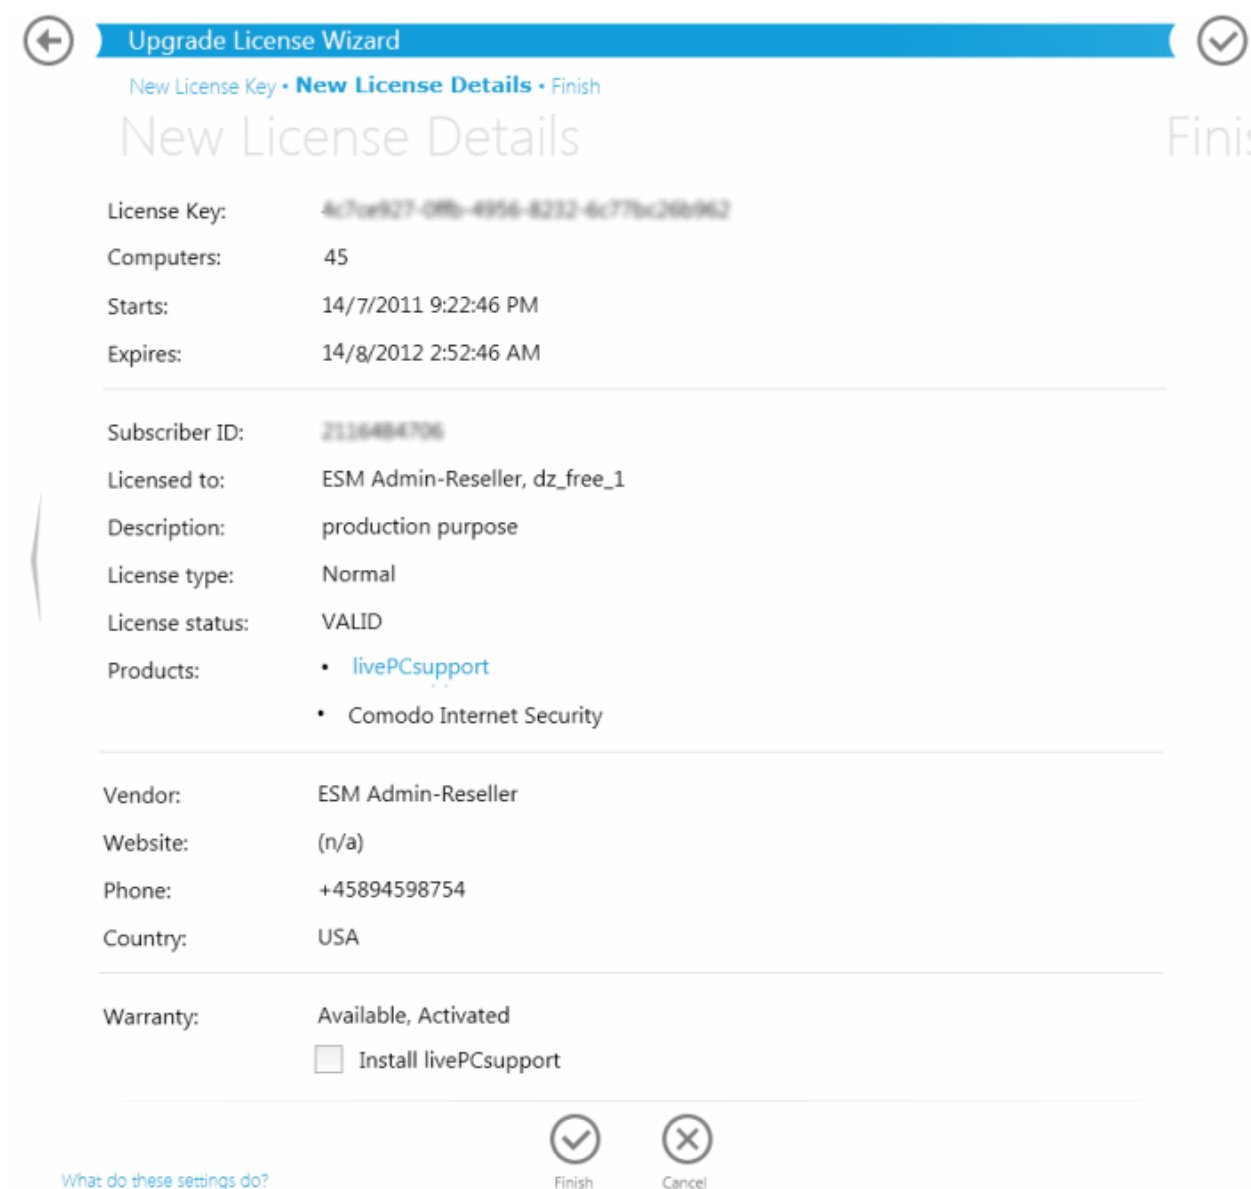 Upgrade License Wizard
New License Key • New License Details • Finish
New License Details
License Key:
Computers: 45
Starts: 14/7/2011 9:22:46 PM
Expires: 14/8/2012 2:52:46 AM
Subscriber ID:
Licensed to: ESM Admin-Reseller, dz_free_1
Description: production purpose
License type: Normal
License status: VALID
Products: • livePCsupport
• Comodo Internet Security
Vendor: ESM Admin-Reseller
Website: (n/a)
Phone: +45894598754
Country: USA
Warranty: Available, Activated
Install livePCsupport
Finish Cancel
What do these settings do?